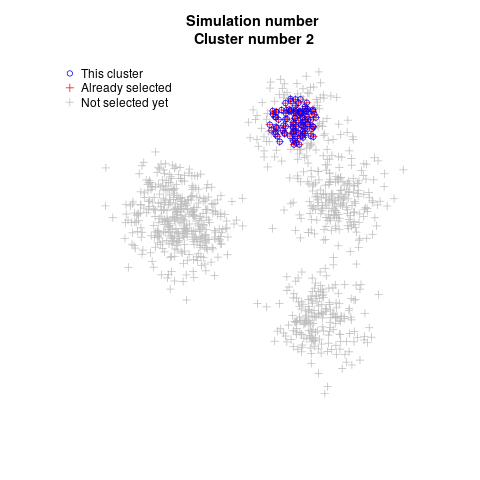 Simulation number
Cluster number 2
This cluster
Already selected
Not selected yet